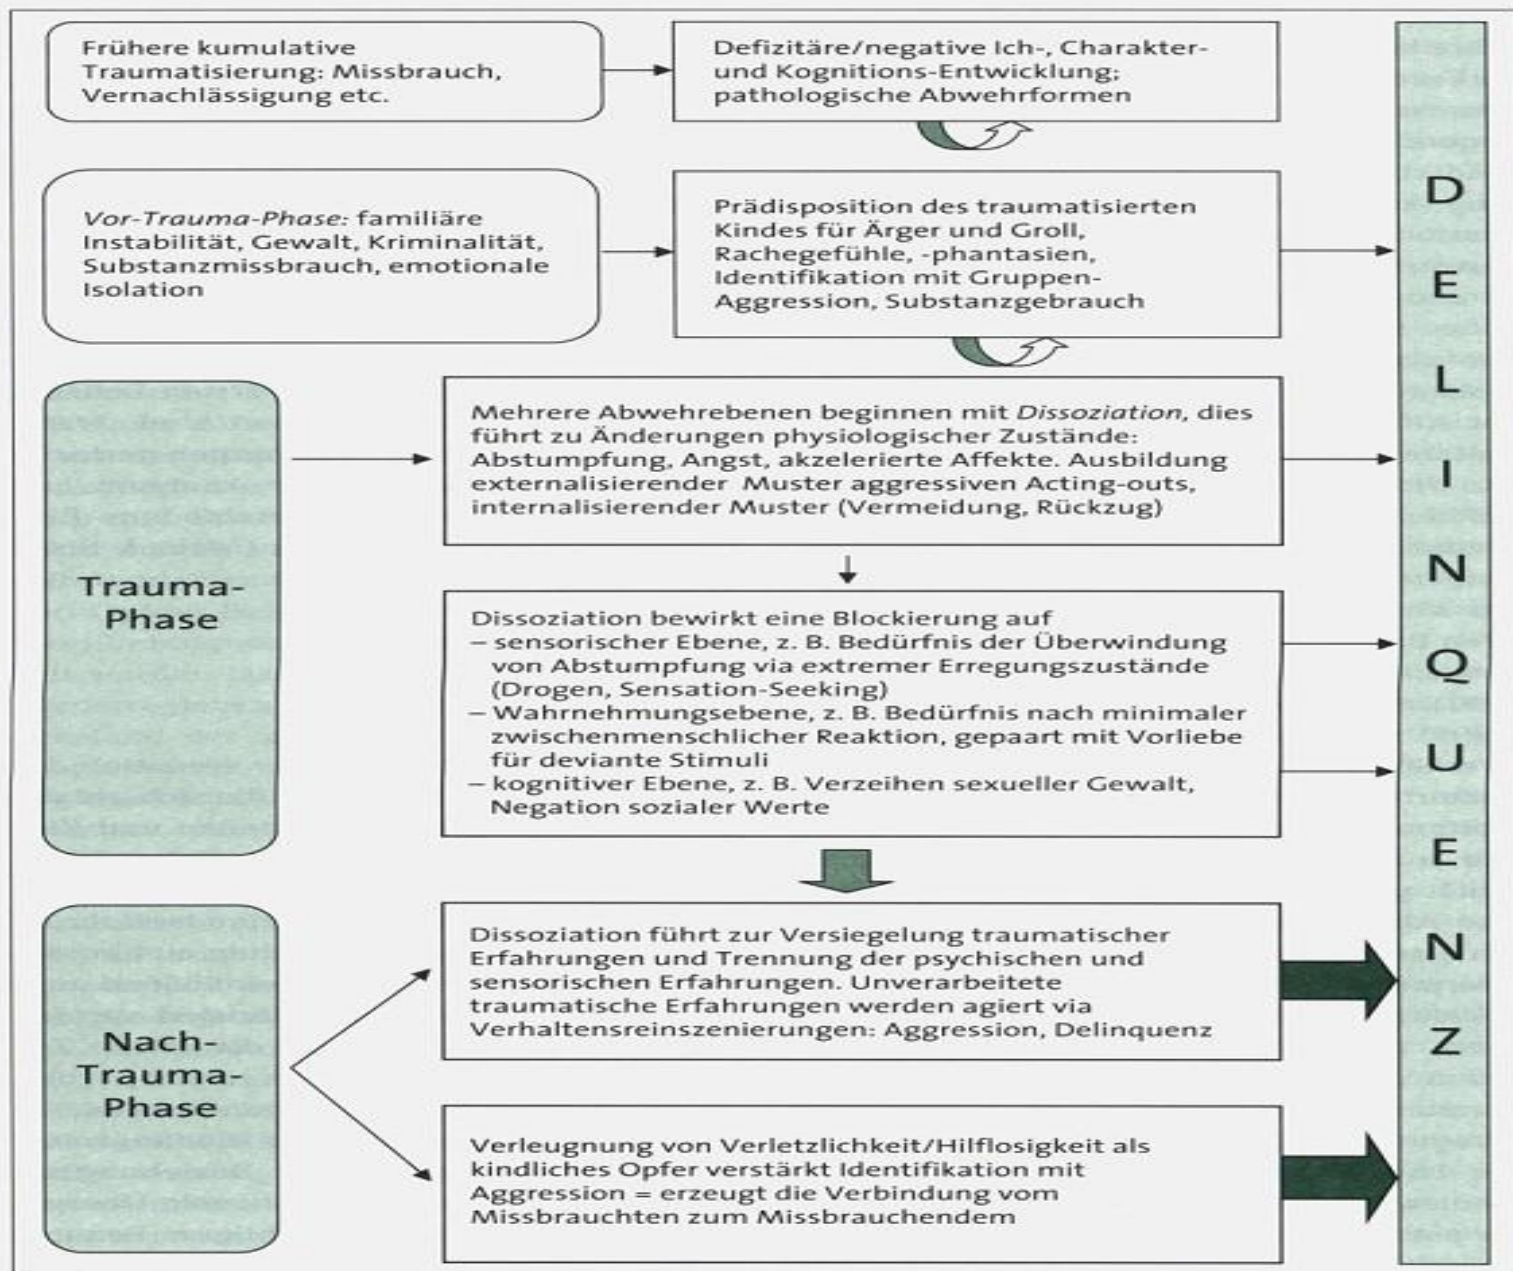 Frühere kumulative
Traumatisierung: Missbrauch,
Vernachlässigung etc.
Defizitäre/negative Ich-, Charakter-
und Kognitions-Entwicklung;
pathologische Abwehrformen
Vor-Trauma-Phase: familiäre
Instabilität, Gewalt, Kriminalität,
Substanzmissbrauch, emotionale
Isolation
Prädisposition des traumatisierten
Kindes für Ärger und Groll,
Rachegefühle, -phantasien,
Identifikation mit Gruppen-
Aggression, Substanzgebrauch
Trauma-
Phase
Mehrere Abwehrebenen beginnen mit Dissoziation, dies
führt zu Änderungen physiologischer Zustände:
Abstumpfung, Angst, akzelerierte Affekte. Ausbildung
externalisierender Muster aggressiven Acting-outs,
internalisierender Muster (Vermeidung, Rückzug)
Dissoziation bewirkt eine Blockierung auf
– sensorischer Ebene, z. B. Bedürfnis der Überwindung
von Abstumpfung via extremer Erregungszustände
(Drogen, Sensation-Seeking)
– Wahrnehmungsebene, z. B. Bedürfnis nach minimaler
zwischenmenschlicher Reaktion, gepaart mit Vorliebe
für deviante Stimuli
– kognitiver Ebene, z. B. Verzeihen sexueller Gewalt,
Negation sozialer Werte
Nach-
Trauma-
Phase
Dissoziation führt zur Versiegelung traumatischer
Erfahrungen und Trennung der psychischen und
sensorischen Erfahrungen. Unverarbeitete
traumatische Erfahrungen werden agiert via
Verhaltensreinszenierungen: Aggression, Delinquenz
Verleugnung von Verletzlichkeit/Hilflosigkeit als
kindliches Opfer verstärkt Identifikation mit
Aggression = erzeugt die Verbindung vom
Missbrauchten zum Missbrauchendem
DELINQUENZ